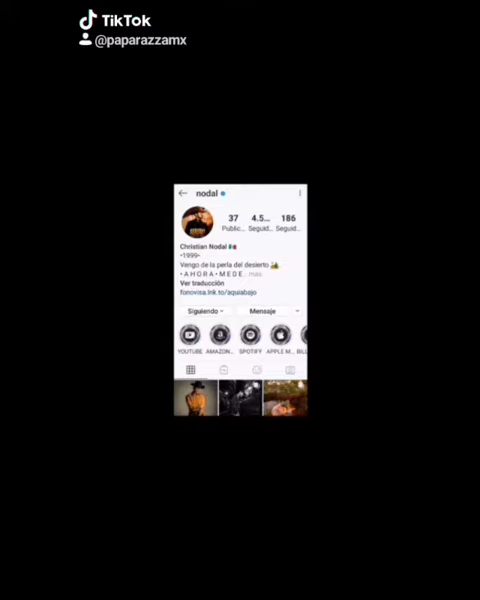 TikTok
@paparazzamx
nodal
37 4.5... 186
Public... Seguid... Seguid...
Christian Nodal
•1999•
Vengo de la perla del desierto
• A H O R A • M E D E ... más
Ver traducción
fonovisa.lnk.to/aquiabajo
Siguiendo Mensaje
YOUTUBE AMAZON... SPOTIFY APPLE M... BILL